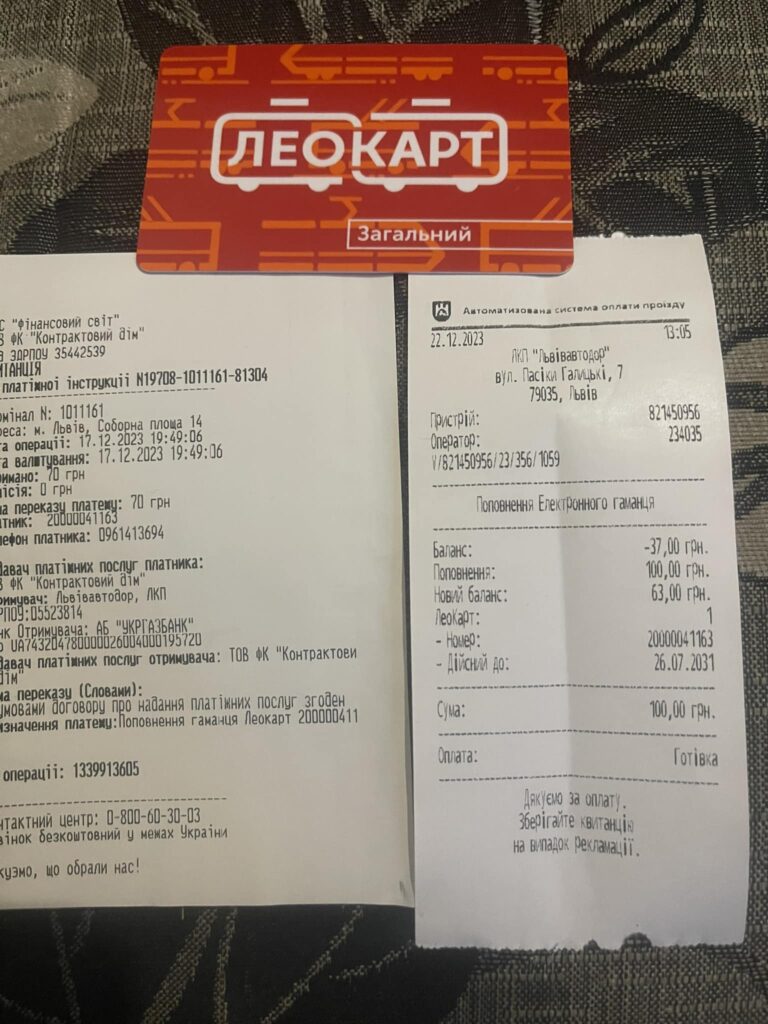 ЛЕОКАРТ
Загальний
С "Фінансовий світ"
В ФК "Контрактовий дім"
ЭДРПОУ 35442539
ИТАНЦІЯ
платіжної інструкції N19708-1011161-81304
рмінал N: 1011161
реса: м. Львів, Соборна площа 14
та операції: 17.12.2023 19:49:06
та валютування: 17.12.2023 19:49:06
римано: 70 грн
місія: 0 грн
ма переказу платежу: 70 грн
атник: 20000041163
лефон платника: 0961413694
давач платіжних послуг платника:
В ФК "Контрактовий дім"
римувач: Львівавтодор, ЛКП
РПОУ:05523814
нк Отримувача: АБ "УКРГАЗБАНК"
UA743204780000026004000195720
давач платіжних послуг отримувача: ТОВ ФК "Контрактови
дім"
ма переказу (Словами):
умовами договору про надання платіжних послуг згоден
изначення платежу:Поповнення гаманця Леокарт 200000411
операції: 1339913605
нтактний центр: 0-800-60-30-03
вінок безкоштовний у межах України
куємо, що обрали нас!
Автоматизована система оплати проїзду
22.12.2023 13:05
ЛКП "Львівавтодор"
вул. Пасіки Галицькі, 7
79035, Львів
Пристрій: 821450956
Оператор: 234035
V/821450956/23/356/1059
Поповнення Електронного гаманця
Баланс: -37,00 грн.
Поповнення: 100,00 грн.
Новий баланс: 63,00 грн.
ЛеоКарт: 1
- Номер: 20000041163
- Дійсний до: 26.07.2031
Сума: 100,00 грн.
Оплата: Готівка
Дякуємо за оплату.
Зберігайте квитанцію
на випадок рекламації.